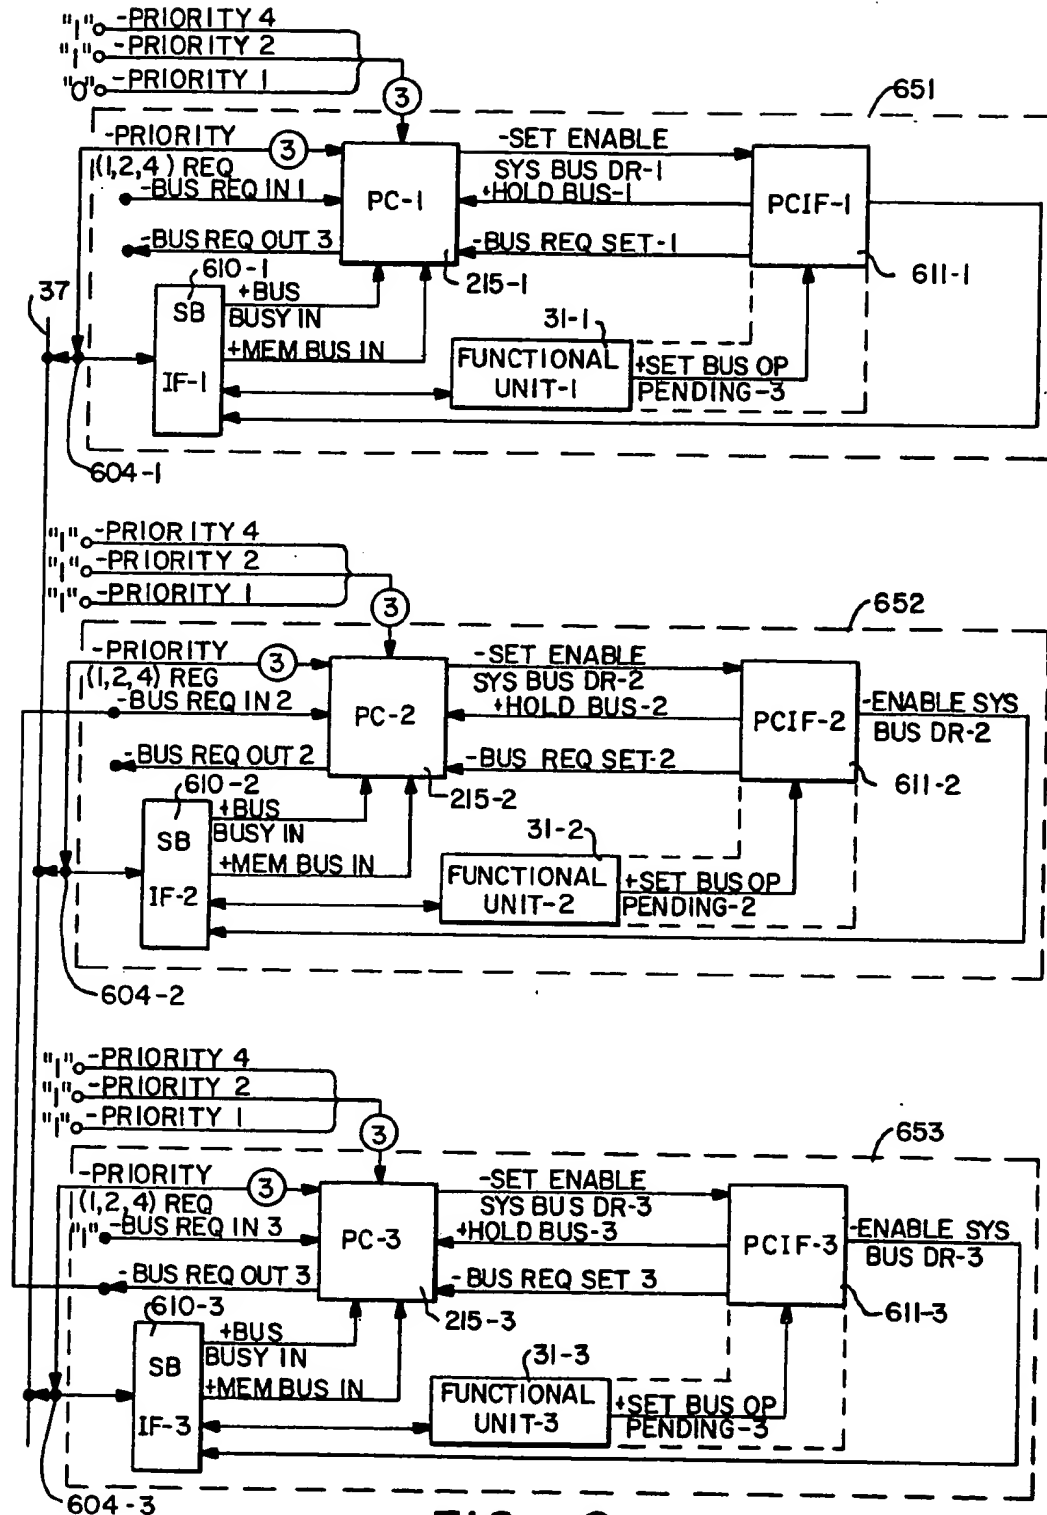 "1" -PRIORITY 4
"1" -PRIORITY 2
"0" -PRIORITY 1
3
651
-PRIORITY
(1,2,4) REQ
3
-BUS REQ IN 1
-BUS REQ OUT 3
PC-1
215-1
-SET ENABLE
SYS BUS DR-1
+HOLD BUS-1
-BUS REQ SET-1
PCIF-1
611-1
37
610-1
SB
IF-1
+BUS
BUSY IN
+MEM BUS IN
31-1
FUNCTIONAL
UNIT-1
+SET BUS OP
PENDING-3
604-1
"1" -PRIORITY 4
"1" -PRIORITY 2
"1" -PRIORITY 1
3
652
-PRIORITY
(1,2,4) REG
3
-BUS REQ IN 2
-BUS REQ OUT 2
PC-2
215-2
-SET ENABLE
SYS BUS DR-2
+HOLD BUS-2
-BUS REQ SET-2
PCIF-2
611-2
-ENABLE SYS
BUS DR-2
610-2
SB
IF-2
+BUS
BUSY IN
+MEM BUS IN
31-2
FUNCTIONAL
UNIT-2
+SET BUS OP
PENDING-2
604-2
"1" -PRIORITY 4
"1" -PRIORITY 2
"1" -PRIORITY 1
3
653
-PRIORITY
(1,2,4) REQ
3
"1" -BUS REQ IN 3
-BUS REQ OUT 3
PC-3
215-3
-SET ENABLE
SYS BUS DR-3
+HOLD BUS-3
-BUS REQ SET 3
PCIF-3
611-3
-ENABLE SYS
BUS DR-3
610-3
SB
IF-3
+BUS
BUSY IN
+MEM BUS IN
31-3
FUNCTIONAL
UNIT-3
+SET BUS OP
PENDING-3
604-3